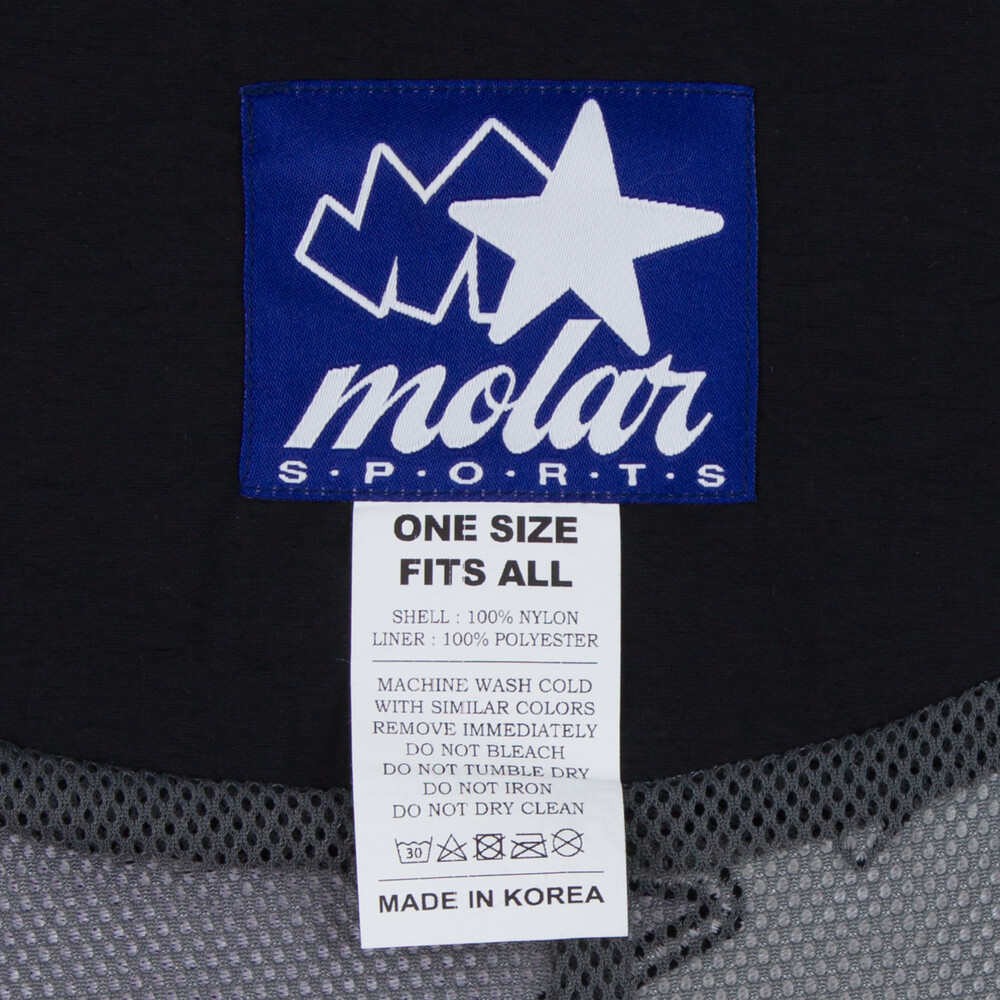 molar
S·P·O·R·T·S
ONE SIZE
FITS ALL
SHELL : 100% NYLON
LINER : 100% POLYESTER
MACHINE WASH COLD
WITH SIMILAR COLORS
REMOVE IMMEDIATELY
DO NOT BLEACH
DO NOT TUMBLE DRY
DO NOT IRON
DO NOT DRY CLEAN
30
MADE IN KOREA